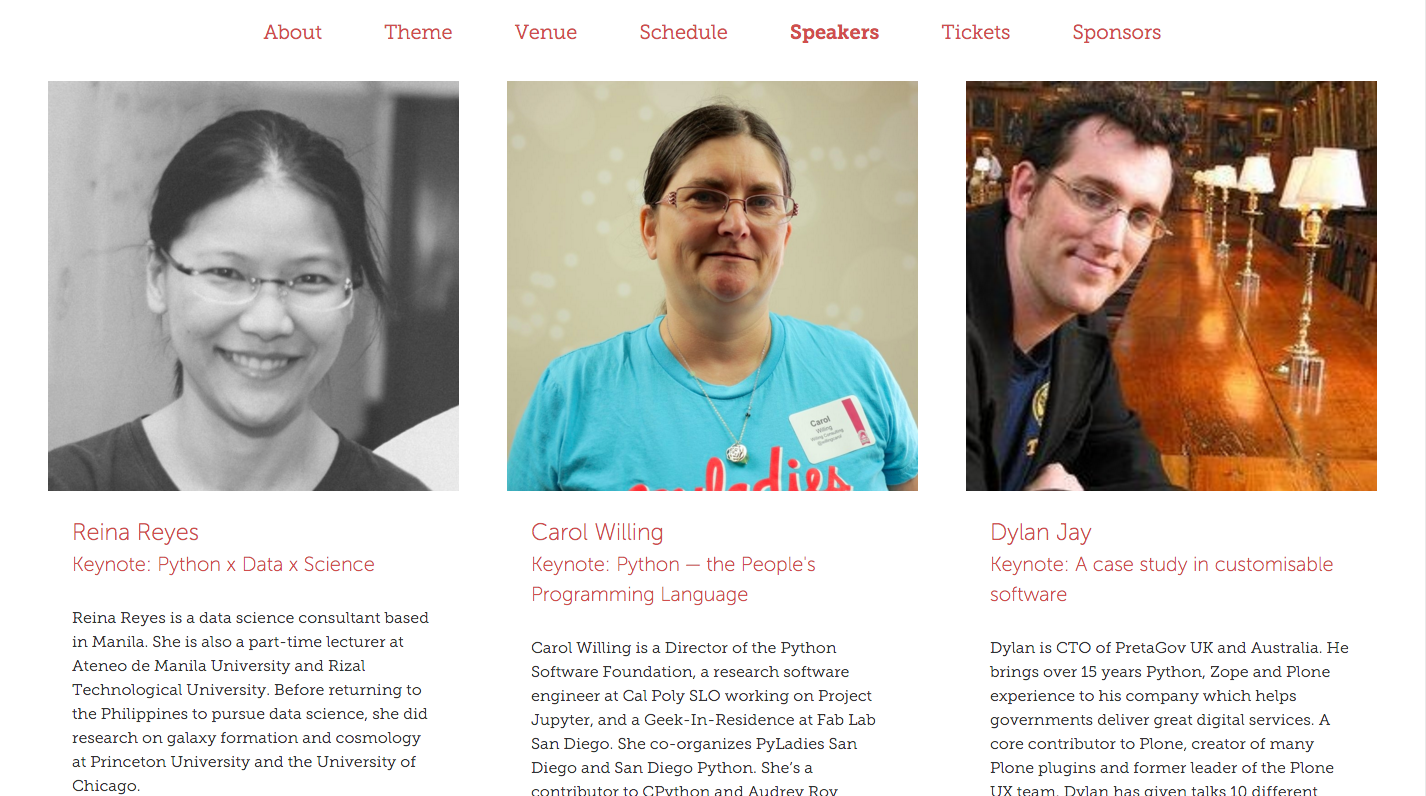 About Theme Venue Schedule Speakers Tickets Sponsors
Carol
Willing
Willing Consulting
Reina Reyes
Keynote: Python x Data x Science
Reina Reyes is a data science consultant based
in Manila. She is also a part-time lecturer at
Ateneo de Manila University and Rizal
Technological University. Before returning to
the Philippines to pursue data science, she did
research on galaxy formation and cosmology
at Princeton University and the University of
Chicago.
Carol Willing
Keynote: Python — the People's
Programming Language
Carol Willing is a Director of the Python
Software Foundation, a research software
engineer at Cal Poly SLO working on Project
Jupyter, and a Geek-In-Residence at Fab Lab
San Diego. She co-organizes PyLadies San
Diego and San Diego Python. She’s a
contributor to CPython and Audrey Roy
Dylan Jay
Keynote: A case study in customisable
software
Dylan is CTO of PretaGov UK and Australia. He
brings over 15 years Python, Zope and Plone
experience to his company which helps
governments deliver great digital services. A
core contributor to Plone, creator of many
Plone plugins and former leader of the Plone
UX team. Dylan has given talks 10 different